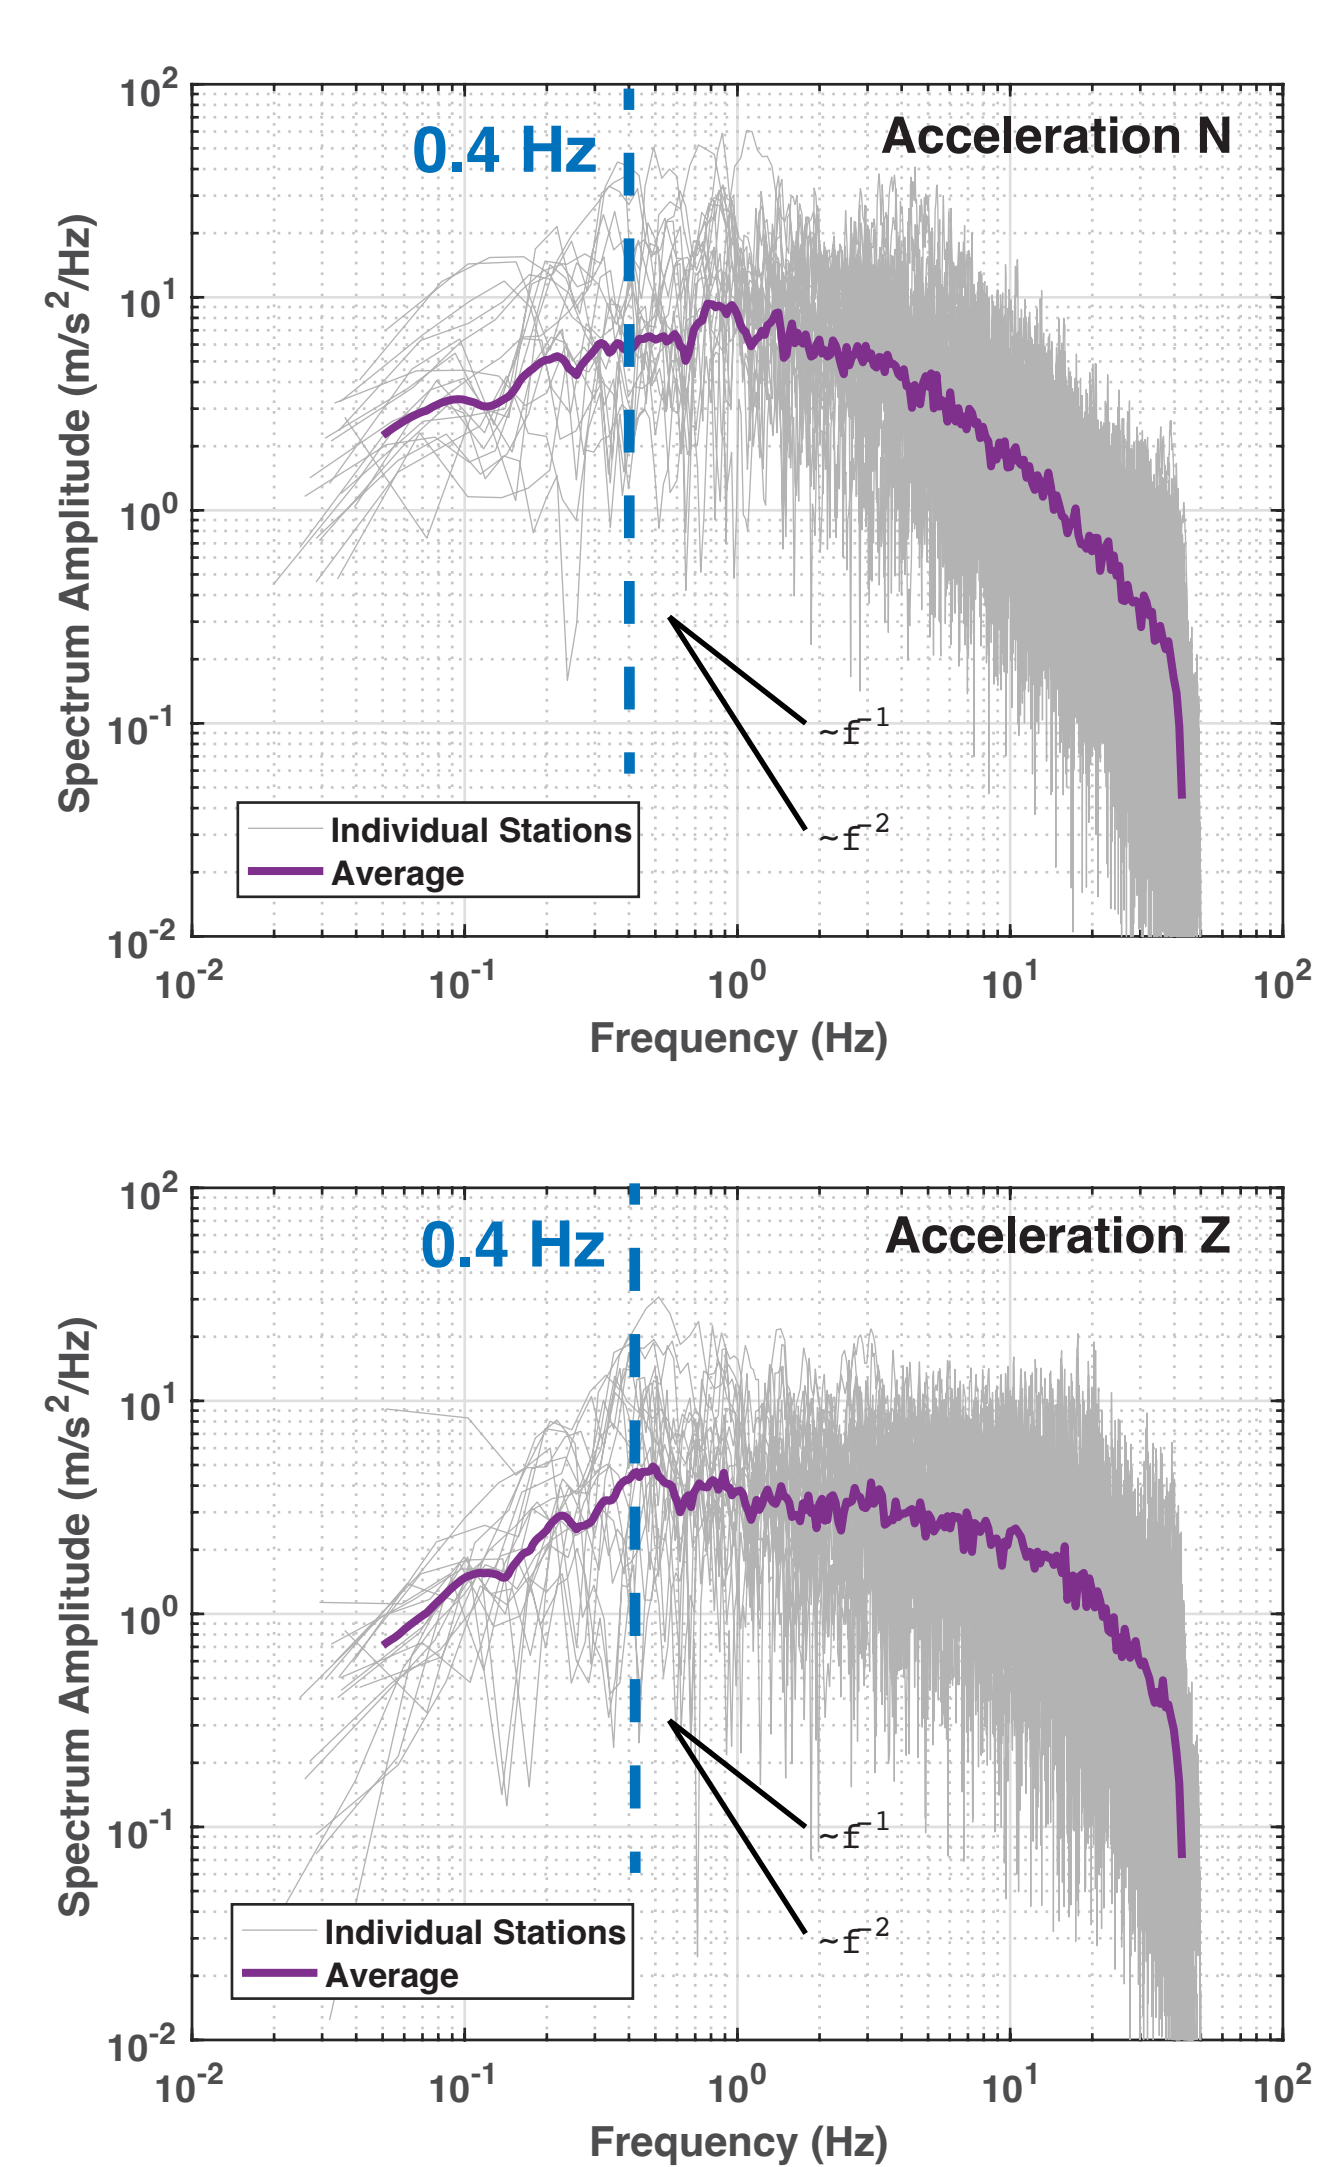 10^2
0.4 Hz
Acceleration N
10^1
10^0
10^-1
10^-2
Spectrum Amplitude (m/s^2/Hz)
~f^-1
~f^-2
Individual Stations
Average
10^-2 10^-1 10^0 10^1 10^2
Frequency (Hz)
10^2
0.4 Hz
Acceleration Z
10^1
10^0
10^-1
10^-2
Spectrum Amplitude (m/s^2/Hz)
~f^-1
~f^-2
Individual Stations
Average
10^-2 10^-1 10^0 10^1 10^2
Frequency (Hz)